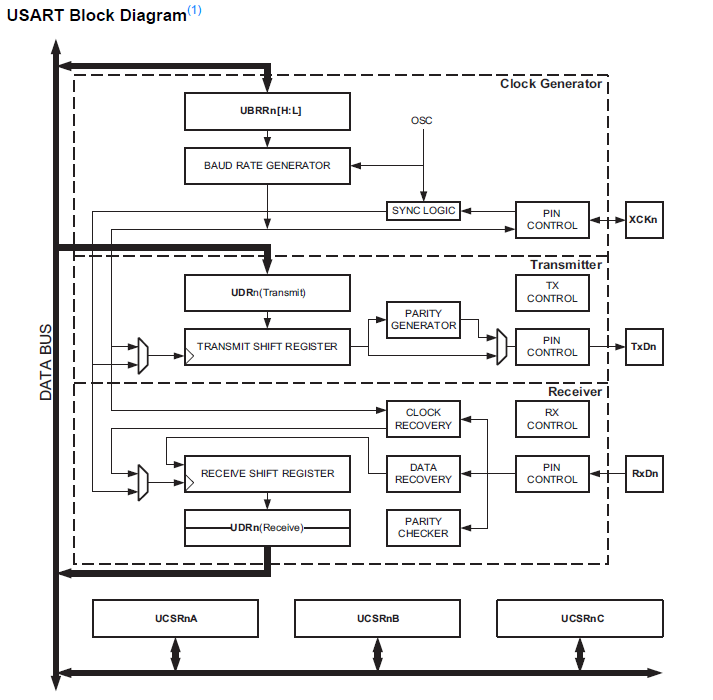 USART Block Diagram(1)
Clock Generator
UBRRn[H:L]
OSC
BAUD RATE GENERATOR
SYNC LOGIC
PIN
CONTROL
XCKn
Transmitter
UDRn(Transmit)
TX
CONTROL
PARITY
GENERATOR
TRANSMIT SHIFT REGISTER
PIN
CONTROL
TxDn
DATA BUS
Receiver
CLOCK
RECOVERY
RX
CONTROL
RECEIVE SHIFT REGISTER
DATA
RECOVERY
PIN
CONTROL
RxDn
UDRn(Receive)
PARITY
CHECKER
UCSRnA
UCSRnB
UCSRnC